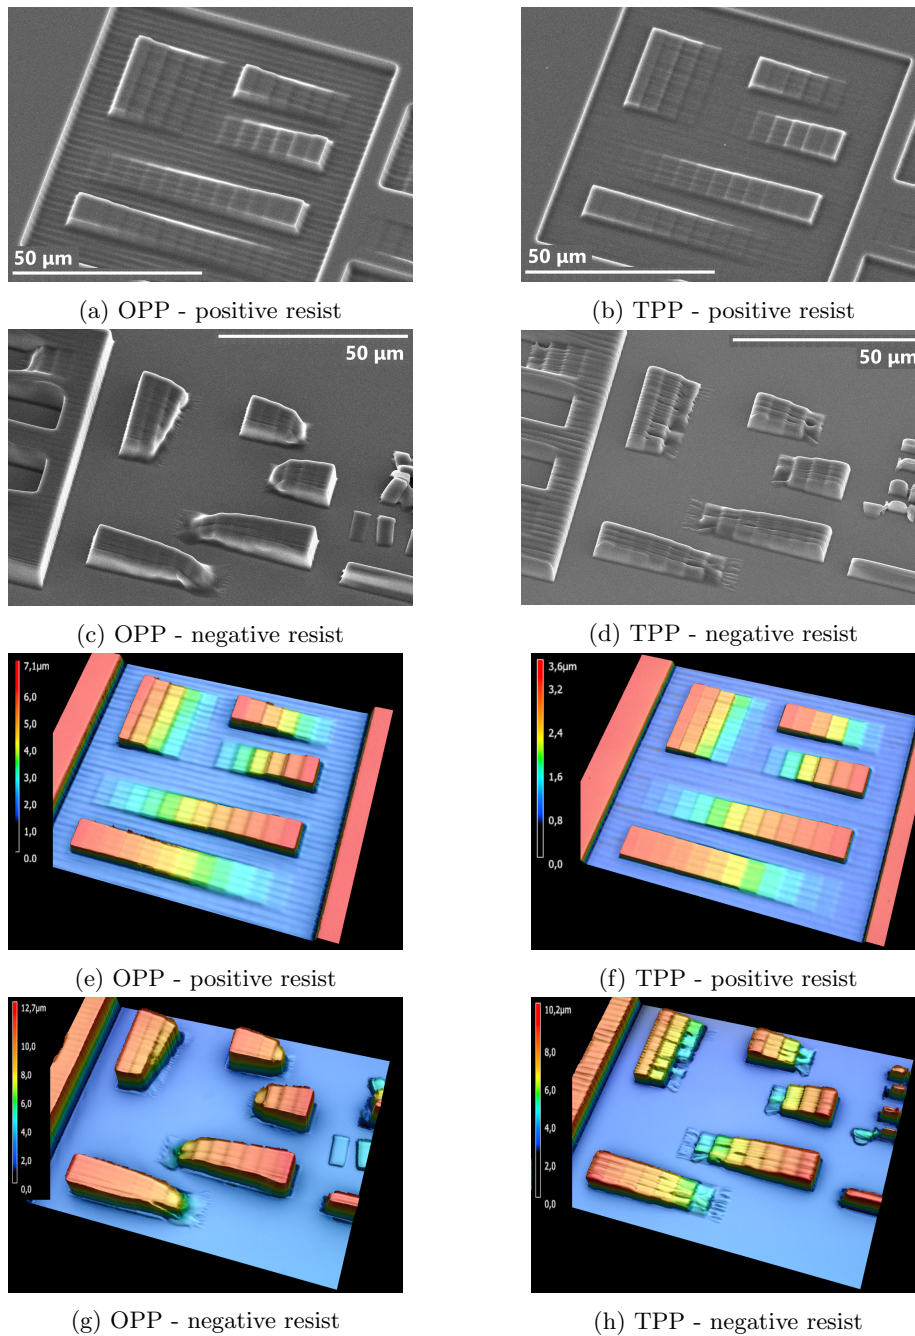 50 μm
50 μm
(a) OPP - positive resist
(b) TPP - positive resist
50 μm
50 μm
(c) OPP - negative resist
(d) TPP - negative resist
7,1μm
6,0
5,0
4,0
3,0
2,0
1,0
0.0
3,6μm
3,2
2,4
1,6
0,8
0,0
(e) OPP - positive resist
(f) TPP - positive resist
12,7μm
10,0
8,0
6,0
4,0
2,0
0,0
10,2μm
8,0
6,0
4,0
2,0
0,0
(g) OPP - negative resist
(h) TPP - negative resist